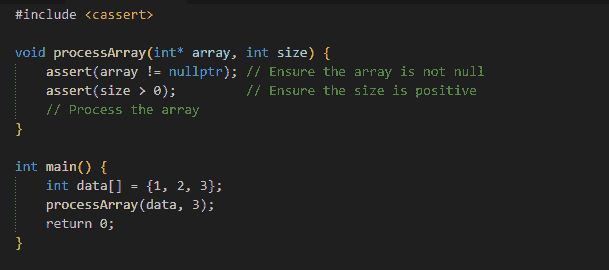 #include <cassert>

void processArray(int* array, int size) {
    assert(array != nullptr); // Ensure the array is not null
    assert(size > 0);         // Ensure the size is positive
    // Process the array
}

int main() {
    int data[] = {1, 2, 3};
    processArray(data, 3);
    return 0;
}